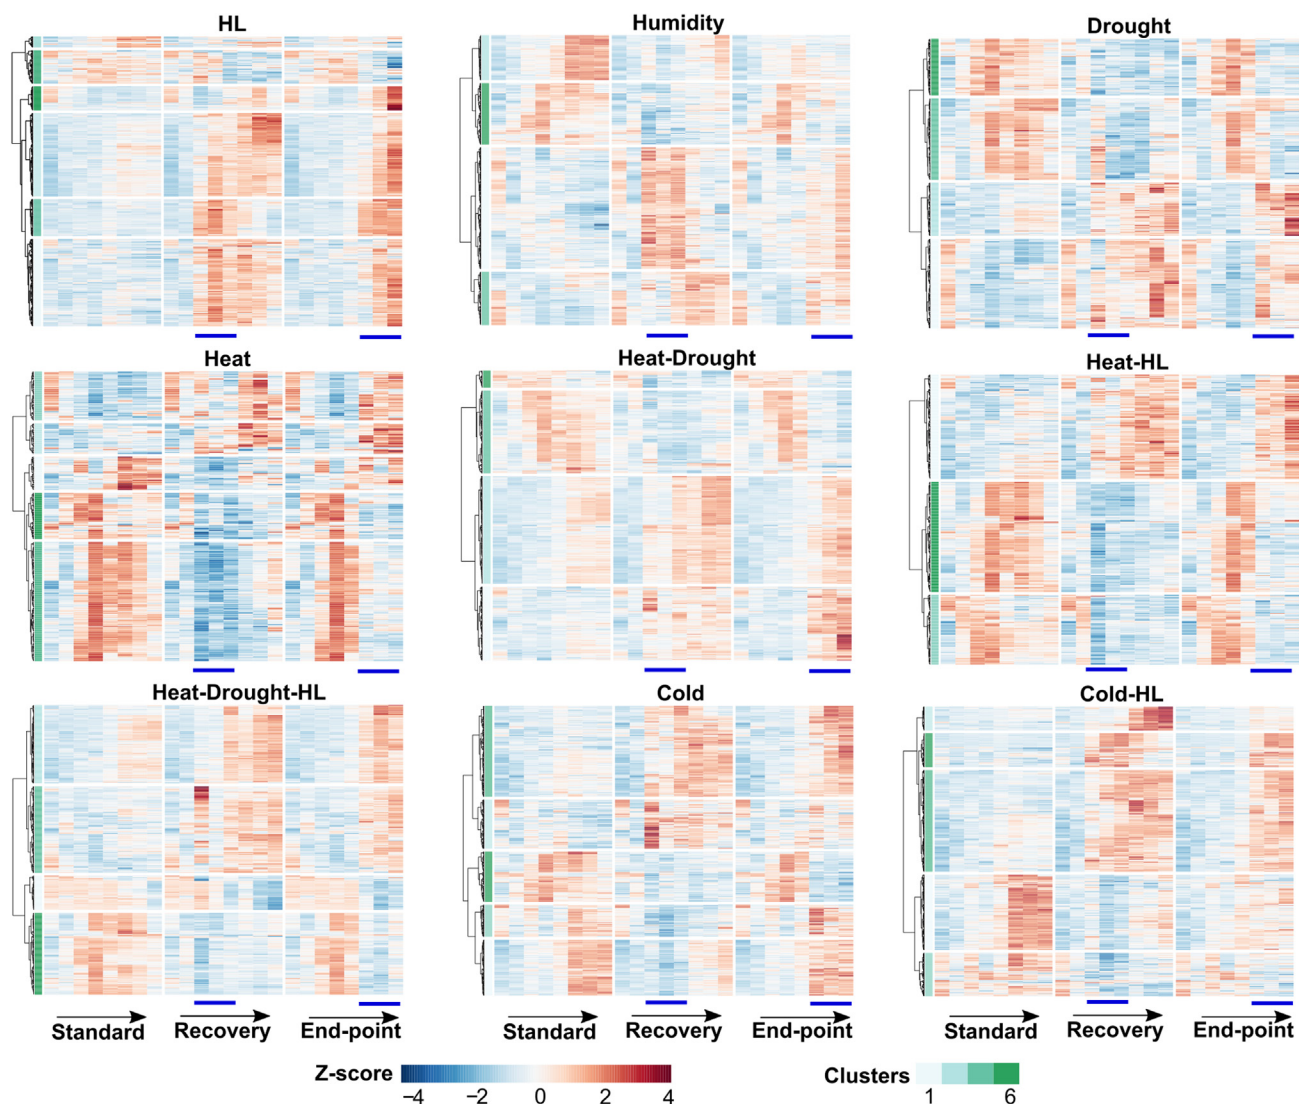 HL Humidity Drought
Heat Heat-Drought Heat-HL
Heat-Drought-HL Cold Cold-HL
Standard Recovery End-point Standard Recovery End-point Standard Recovery End-point
Z-score −4 −2 0 2 4 Clusters 1 6